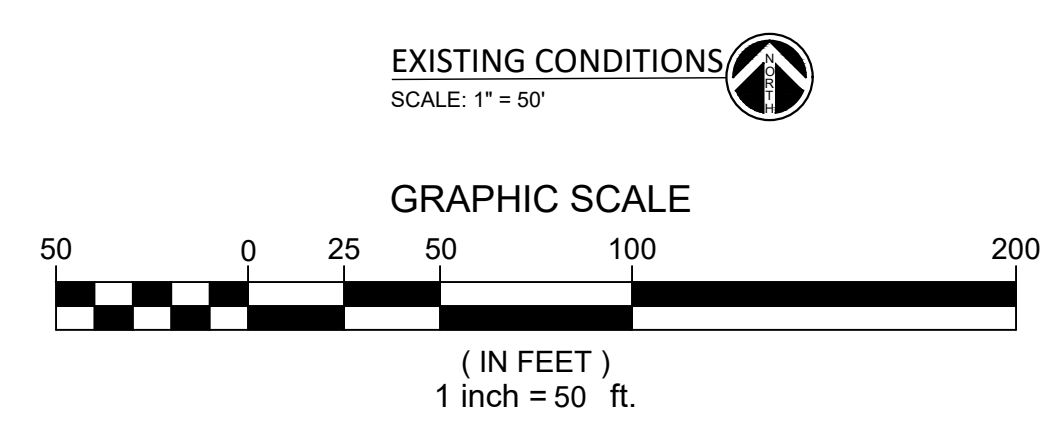 EXISTING CONDITIONS
NORTH
SCALE: 1" = 50'
GRAPHIC SCALE
50 0 25 50 100 200
( IN FEET )
1 inch = 50 ft.